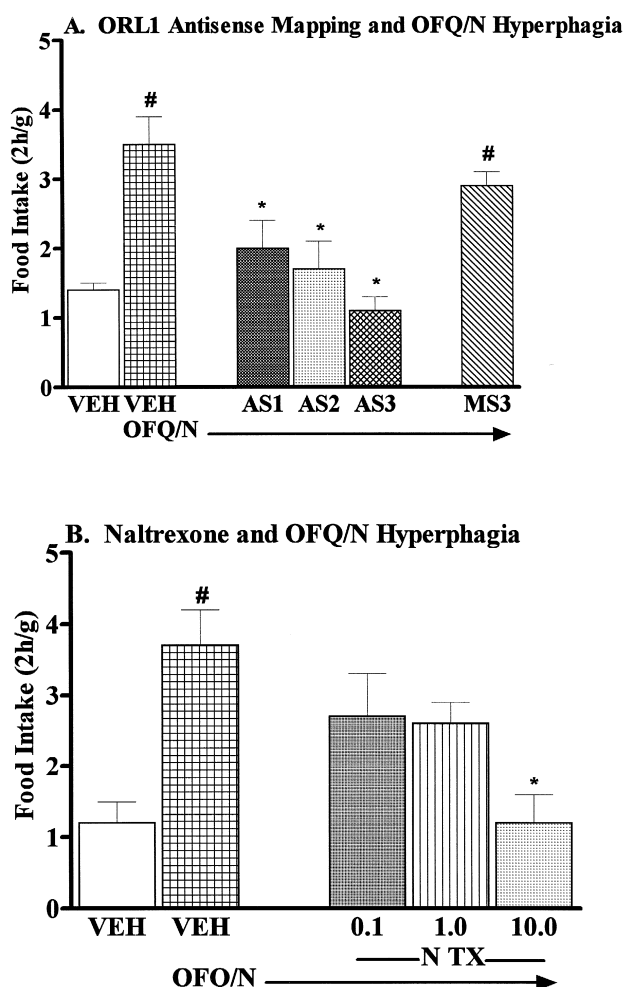 A. ORL1 Antisense Mapping and OFQ/N Hyperphagia
5
4
3
2
1
0
Food Intake (2h/g)
#
*
*
*
#
VEH VEH AS1 AS2 AS3 MS3
OFQ/N
B. Naltrexone and OFQ/N Hyperphagia
5
4
3
2
1
0
Food Intake (2h/g)
#
*
VEH VEH 0.1 1.0 10.0
N TX
OFO/N